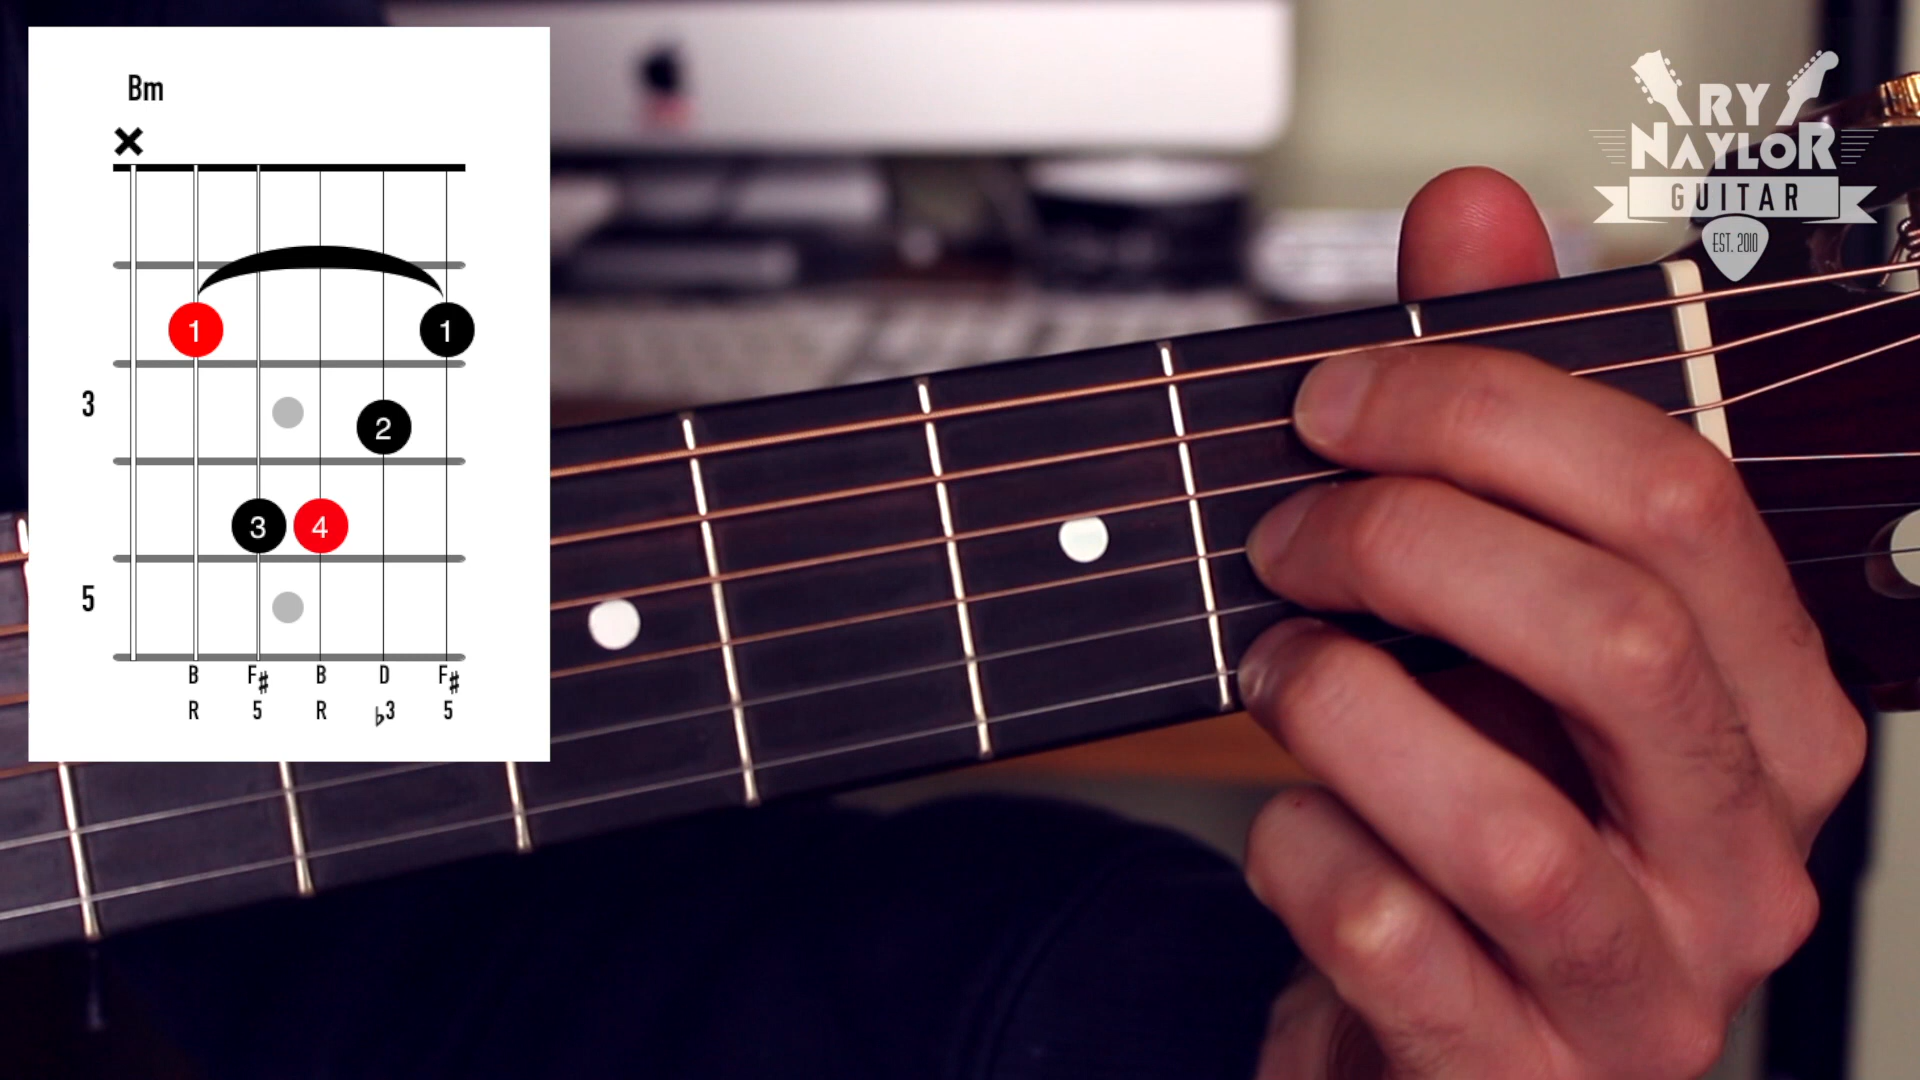 Bm
1 1
3
2
3 4
5
B F♯ B D F♯
R 5 R ♭3 5
RY
NAYLOR
GUITAR
EST. 2010